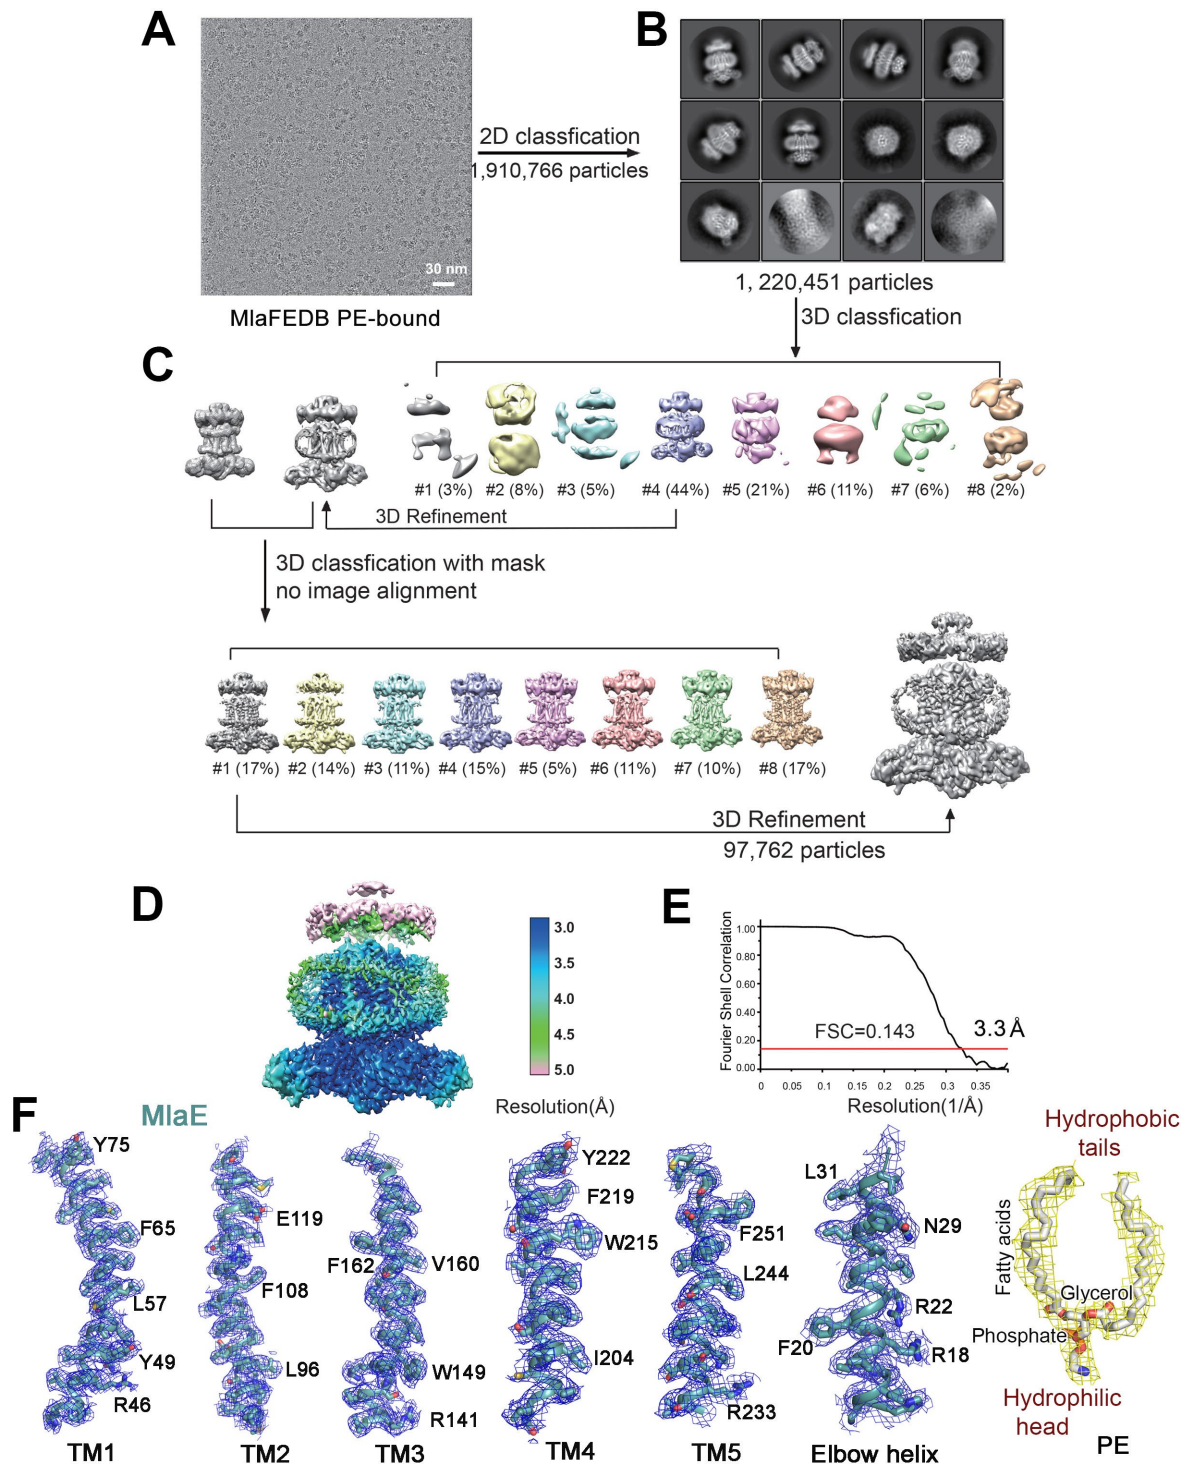 A
B
2D classfication
1,910,766 particles
30 nm
MlaFEDB PE-bound
1, 220,451 particles
3D classfication
C
#1 (3%) #2 (8%) #3 (5%) #4 (44%) #5 (21%) #6 (11%) #7 (6%) #8 (2%)
3D Refinement
3D classfication with mask
no image alignment
#1 (17%) #2 (14%) #3 (11%) #4 (15%) #5 (5%) #6 (11%) #7 (10%) #8 (17%)
3D Refinement
97,762 particles
D
3.0
3.5
4.0
4.5
5.0
Resolution(Å)
E
Fourier Shell Correlation
1.00
0.80
0.60
0.40
0.20
0.00
FSC=0.143
3.3 Å
0 0.05 0.1 0.15 0.2 0.25 0.3 0.35
Resolution(1/Å)
F
MlaE
Y75
F65
L57
Y49
R46
TM1
E119
F108
L96
TM2
F162
V160
W149
R141
TM3
Y222
F219
W215
I204
TM4
F251
L244
R233
TM5
L31
N29
R22
F20
R18
Elbow helix
Hydrophobic
tails
Fatty acids
Glycerol
Phosphate
Hydrophilic
head
PE